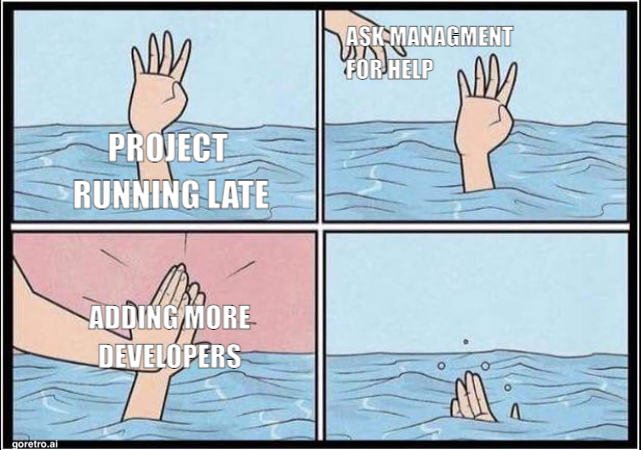 PROJECT
RUNNING LATE
ASK MANAGMENT
FOR HELP
ADDING MORE
DEVELOPERS
goretro.ai